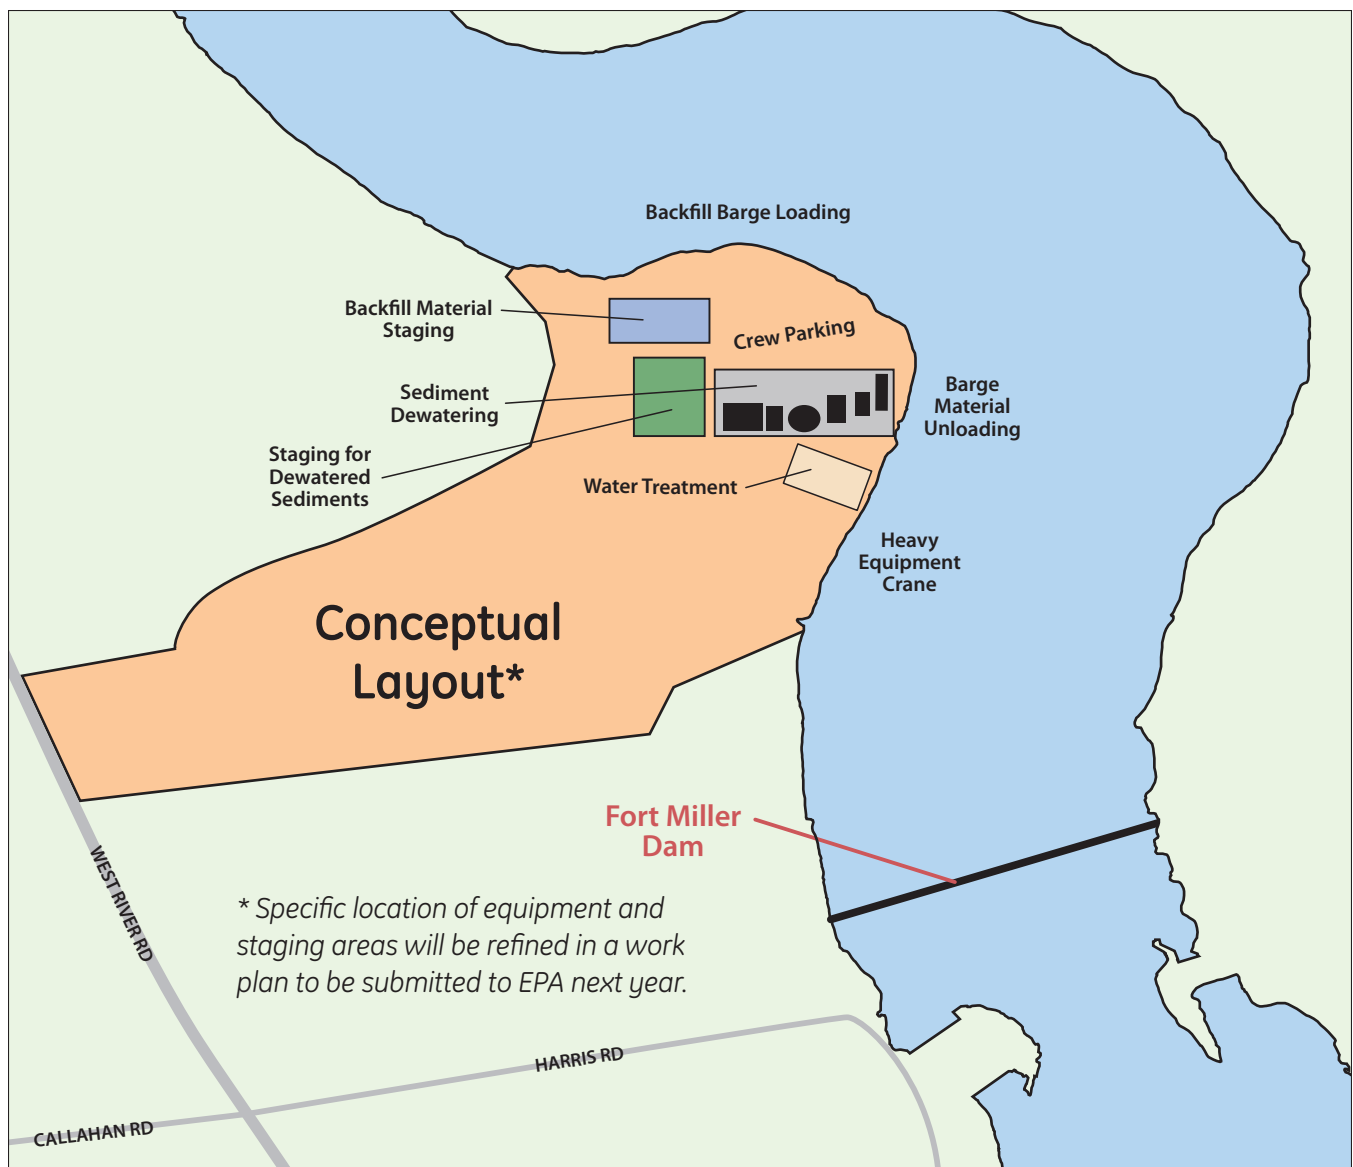 Backfill Barge Loading
Backfill Material
Staging
Crew Parking
Sediment
Dewatering
Barge
Material
Unloading
Staging for
Dewatered
Sediments
Water Treatment
Heavy
Equipment
Crane
Conceptual
Layout*
Fort Miller
Dam
WEST RIVER RD
* Specific location of equipment and
staging areas will be refined in a work
plan to be submitted to EPA next year.
HARRIS RD
CALLAHAN RD